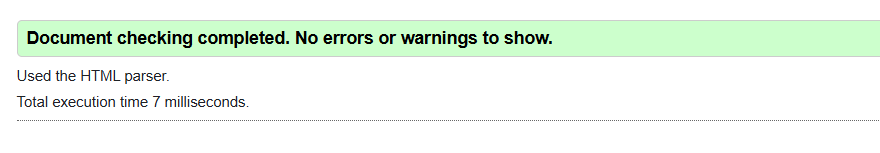 Document checking completed. No errors or warnings to show.
Used the HTML parser.
Total execution time 7 milliseconds.